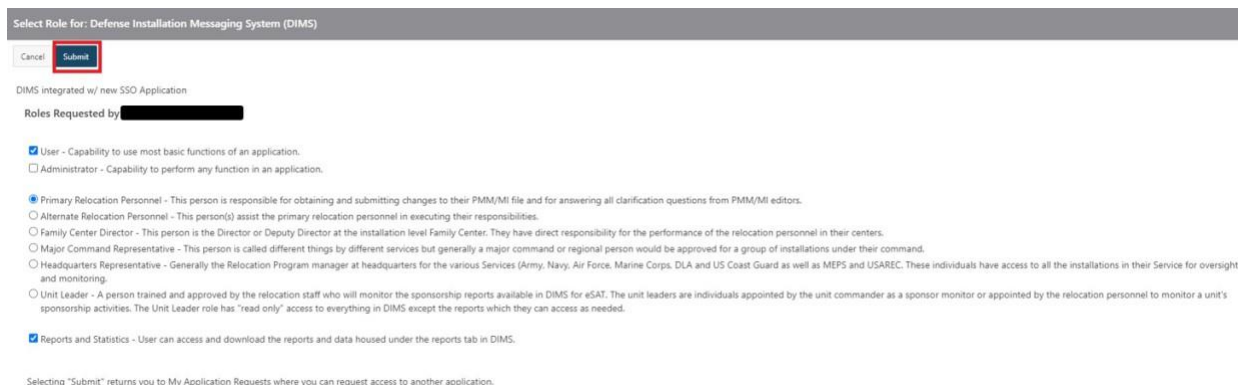 Select Role for: Defense Installation Messaging System (DIMS)
Cancel Submit
DIMS integrated w/ new SSO Application
Roles Requested by
User - Capability to use most basic functions of an application.
Administrator - Capability to perform any function in an application.
Primary Relocation Personnel - This person is responsible for obtaining and submitting changes to their PMM/MI file and for answering all clarification questions from PMM/MI editors.
Alternate Relocation Personnel - This person(s) assist the primary relocation personnel in executing their responsibilities.
Family Center Director - This person is the Director or Deputy Director at the installation level Family Center. They have direct responsibility for the performance of the relocation personnel in their centers.
Major Command Representative - This person is called different things by different services but generally a major command or regional person would be approved for a group of installations under their command.
Headquarters Representative - Generally the Relocation Program manager at headquarters for the various Services (Army, Navy, Air Force, Marine Corps, DLA and US Coast Guard as well as MEPS and USAREC. These individuals have access to all the installations in their Service for oversight
and monitoring.
Unit Leader - A person trained and approved by the relocation staff who will monitor the sponsorship reports available in DIMS for eSAT. The unit leaders are individuals appointed by the unit commander as a sponsor monitor or appointed by the relocation personnel to monitor a unit's
sponsorship activities. The Unit Leader role has "read only" access to everything in DIMS except the reports which they can access as needed.
Reports and Statistics - User can access and download the reports and data housed under the reports tab in DIMS.
Selecting "Submit" returns you to My Application Requests where you can request access to another application.